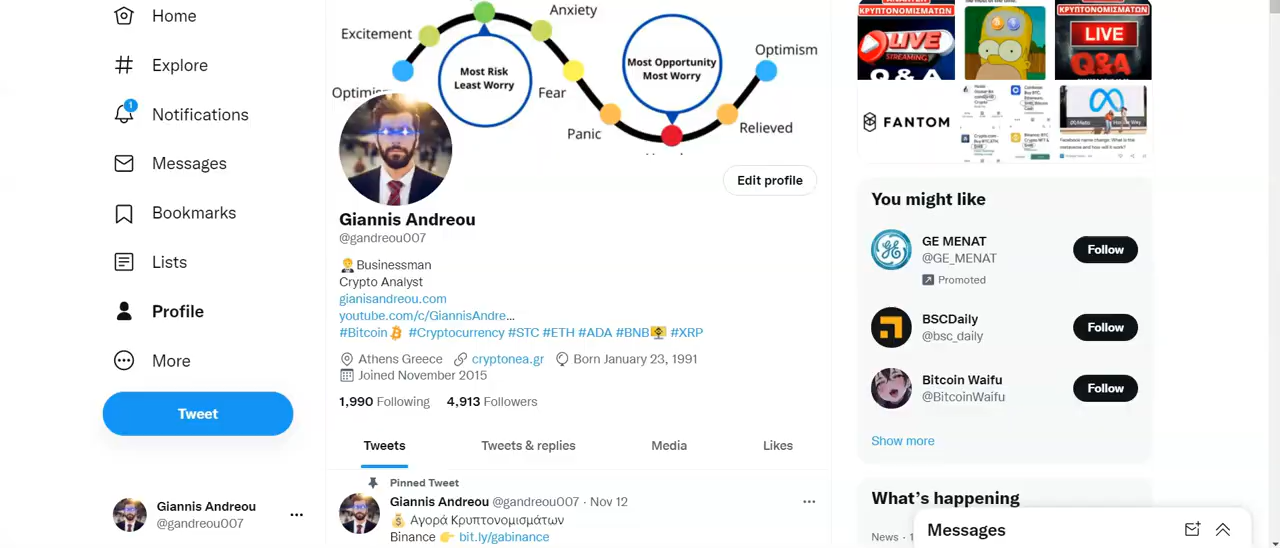 Home
Explore
1
Notifications
Messages
Bookmarks
Lists
Profile
More
Tweet
Giannis Andreou
@gandreou007
Anxiety
Excitement
Most Risk
Least Worry
Most Opportunity
Most Worry
Optimism
Optimism
Fear
Panic
Relieved
Edit profile
Giannis Andreou
@gandreou007
Businessman
Crypto Analyst
gianisandreou.com
youtube.com/c/GiannisAndre...
#Bitcoin #Cryptocurrency #STC #ETH #ADA #BNB #XRP
Athens Greece cryptonea.gr Born January 23, 1991
Joined November 2015
1,990 Following 4,913 Followers
Tweets Tweets & replies Media Likes
Pinned Tweet
Giannis Andreou @gandreou007 · Nov 12
Αγορά Κρυπτονομισμάτων
Binance bit.ly/gabinance
ΚΡΥΠΤΟΝΟΜΙΣΜΑΤΩΝ
LIVE
STREAMING
Q & A
ΚΡΥΠΤΟΝΟΜΙΣΜΑΤΩΝ
LIVE
Q&A
FANTOM
You might like
GE MENAT
@GE_MENAT
Promoted
Follow
BSCDaily
@bsc_daily
Follow
Bitcoin Waifu
@BitcoinWaifu
Follow
Show more
What's happening
News · 1
Messages